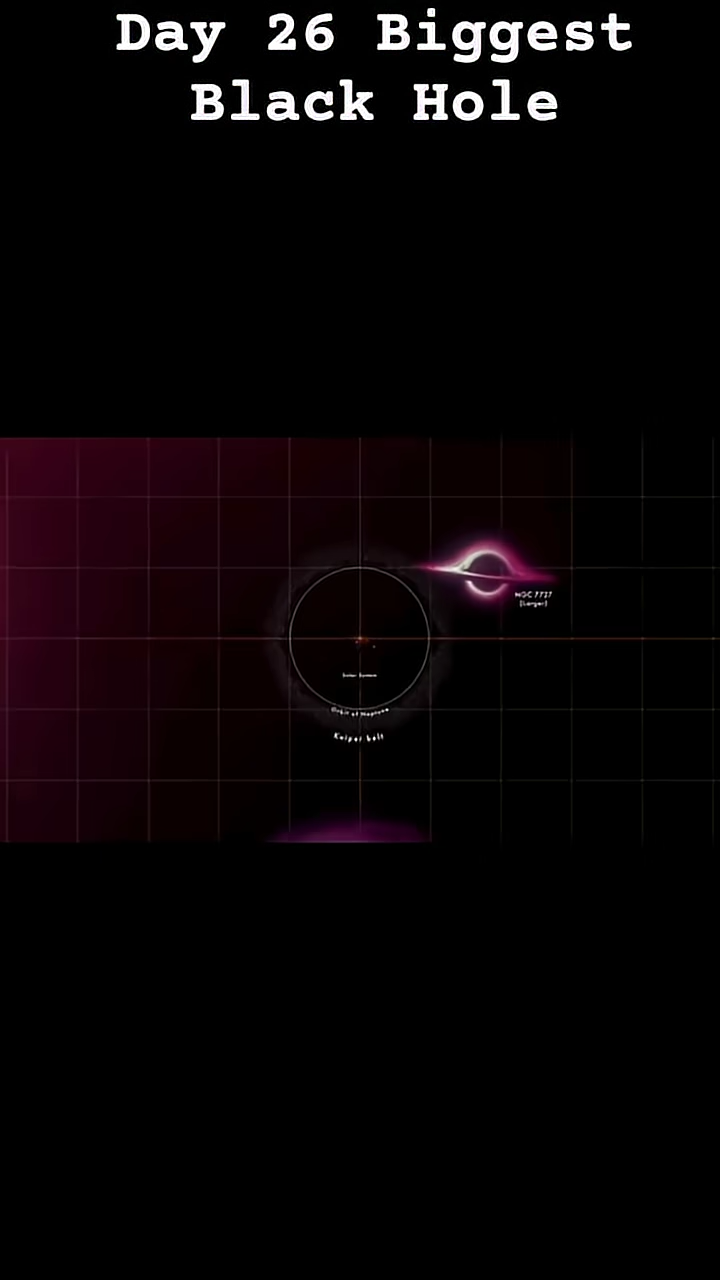 Day 26 Biggest
Black Hole
NGC 7727
(Larger)
Solar System
Orbit of Neptune
Kuiper belt